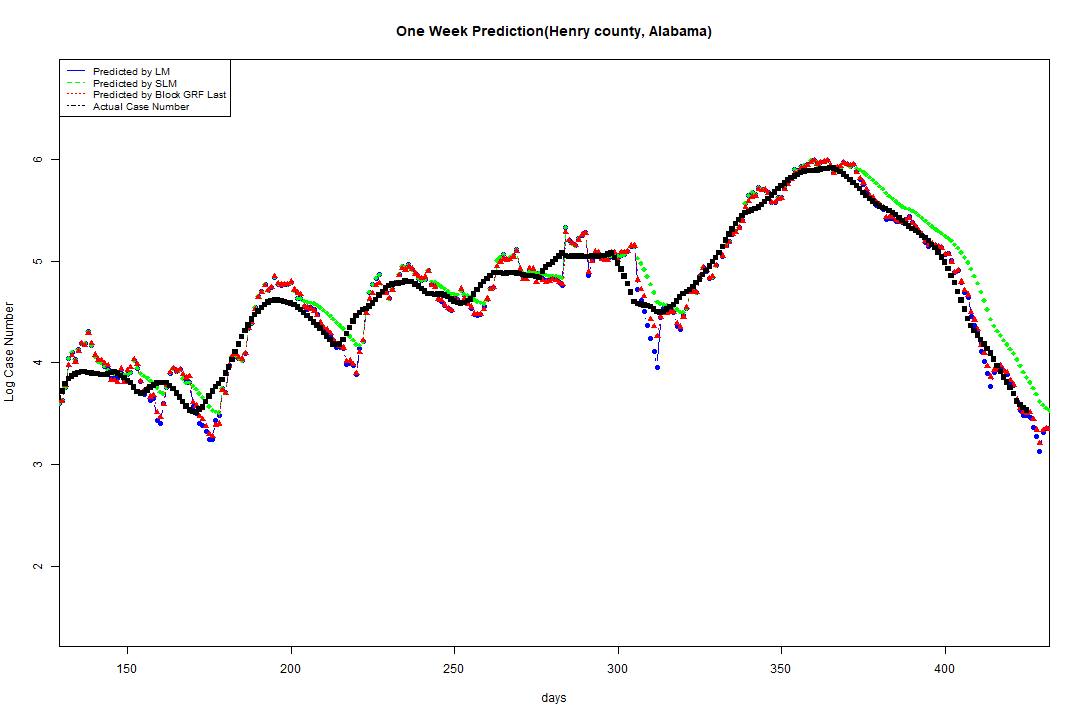 One Week Prediction(Henry county, Alabama)
Predicted by LM
Predicted by SLM
Predicted by Block GRF Last
Actual Case Number
6
5
4
3
2
Log Case Number
150 200 250 300 350 400
days